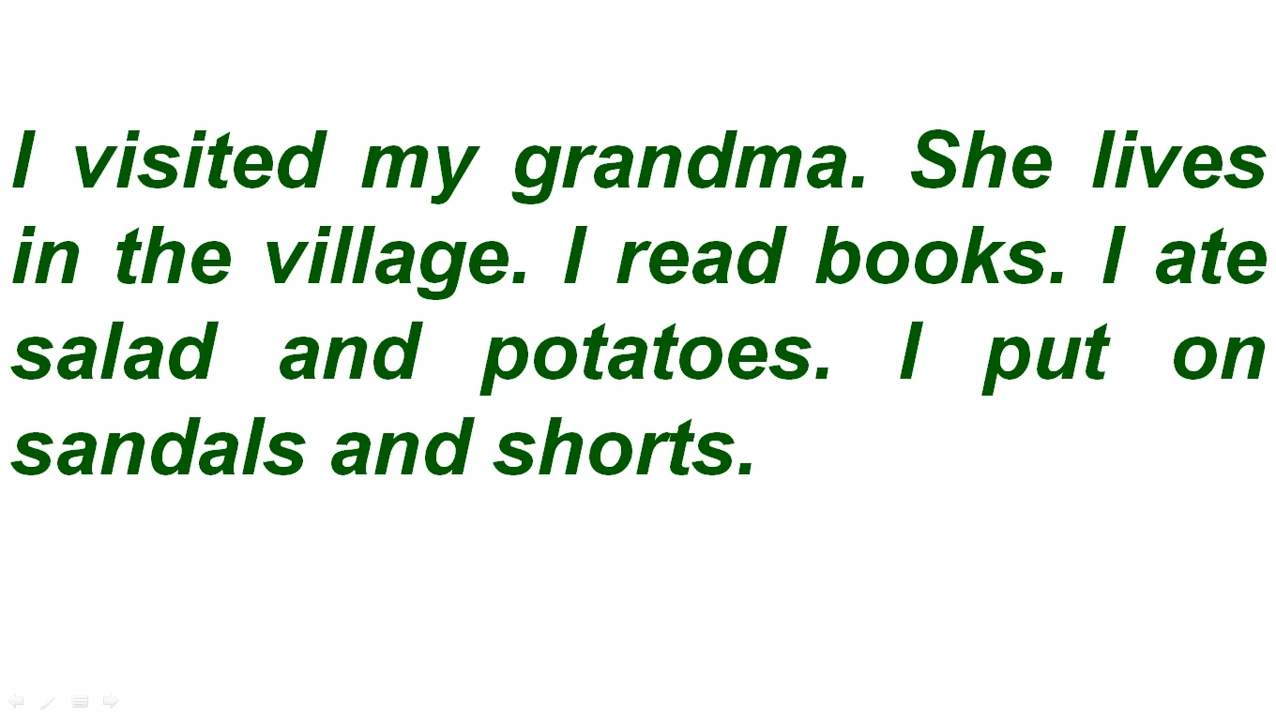 I visited my grandma. She lives
in the village. I read books. I ate
salad and potatoes. I put on
sandals and shorts.